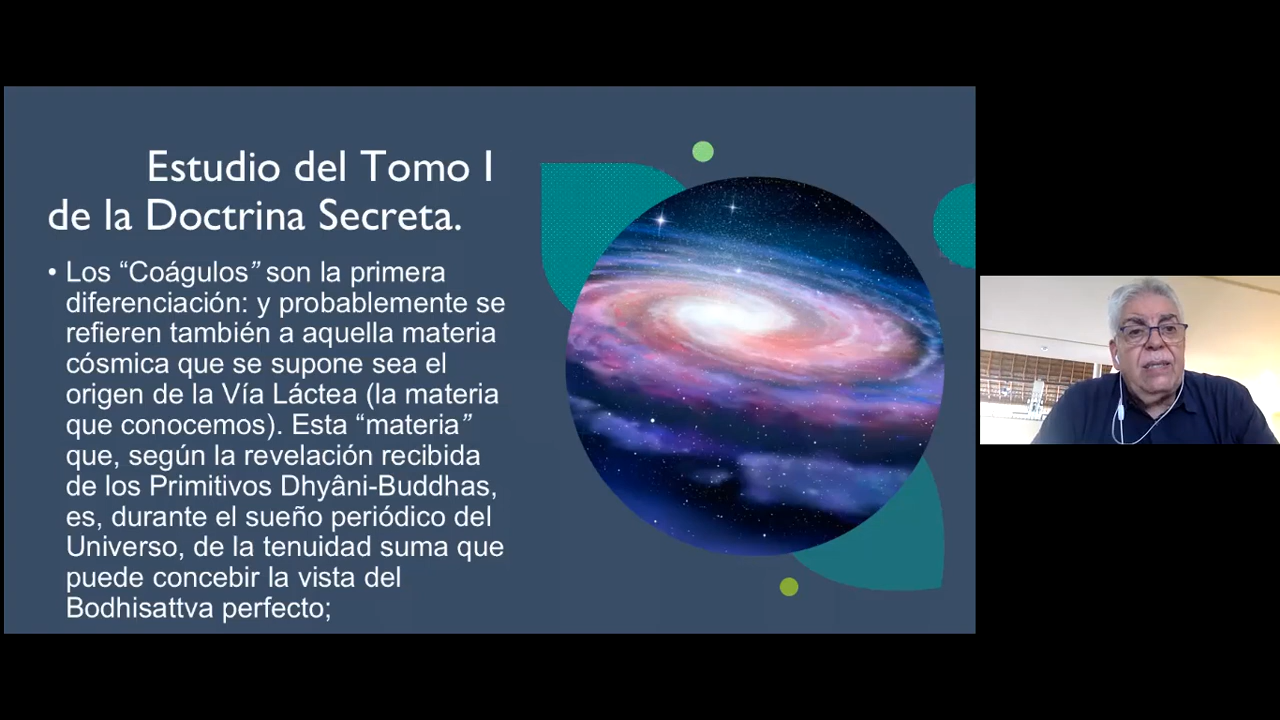 Estudio del Tomo I
de la Doctrina Secreta.
• Los “Coágulos” son la primera
diferenciación: y probablemente se
refieren también a aquella materia
cósmica que se supone sea el
origen de la Vía Láctea (la materia
que conocemos). Esta “materia”
que, según la revelación recibida
de los Primitivos Dhyâni-Buddhas,
es, durante el sueño periódico del
Universo, de la tenuidad suma que
puede concebir la vista del
Bodhisattva perfecto;